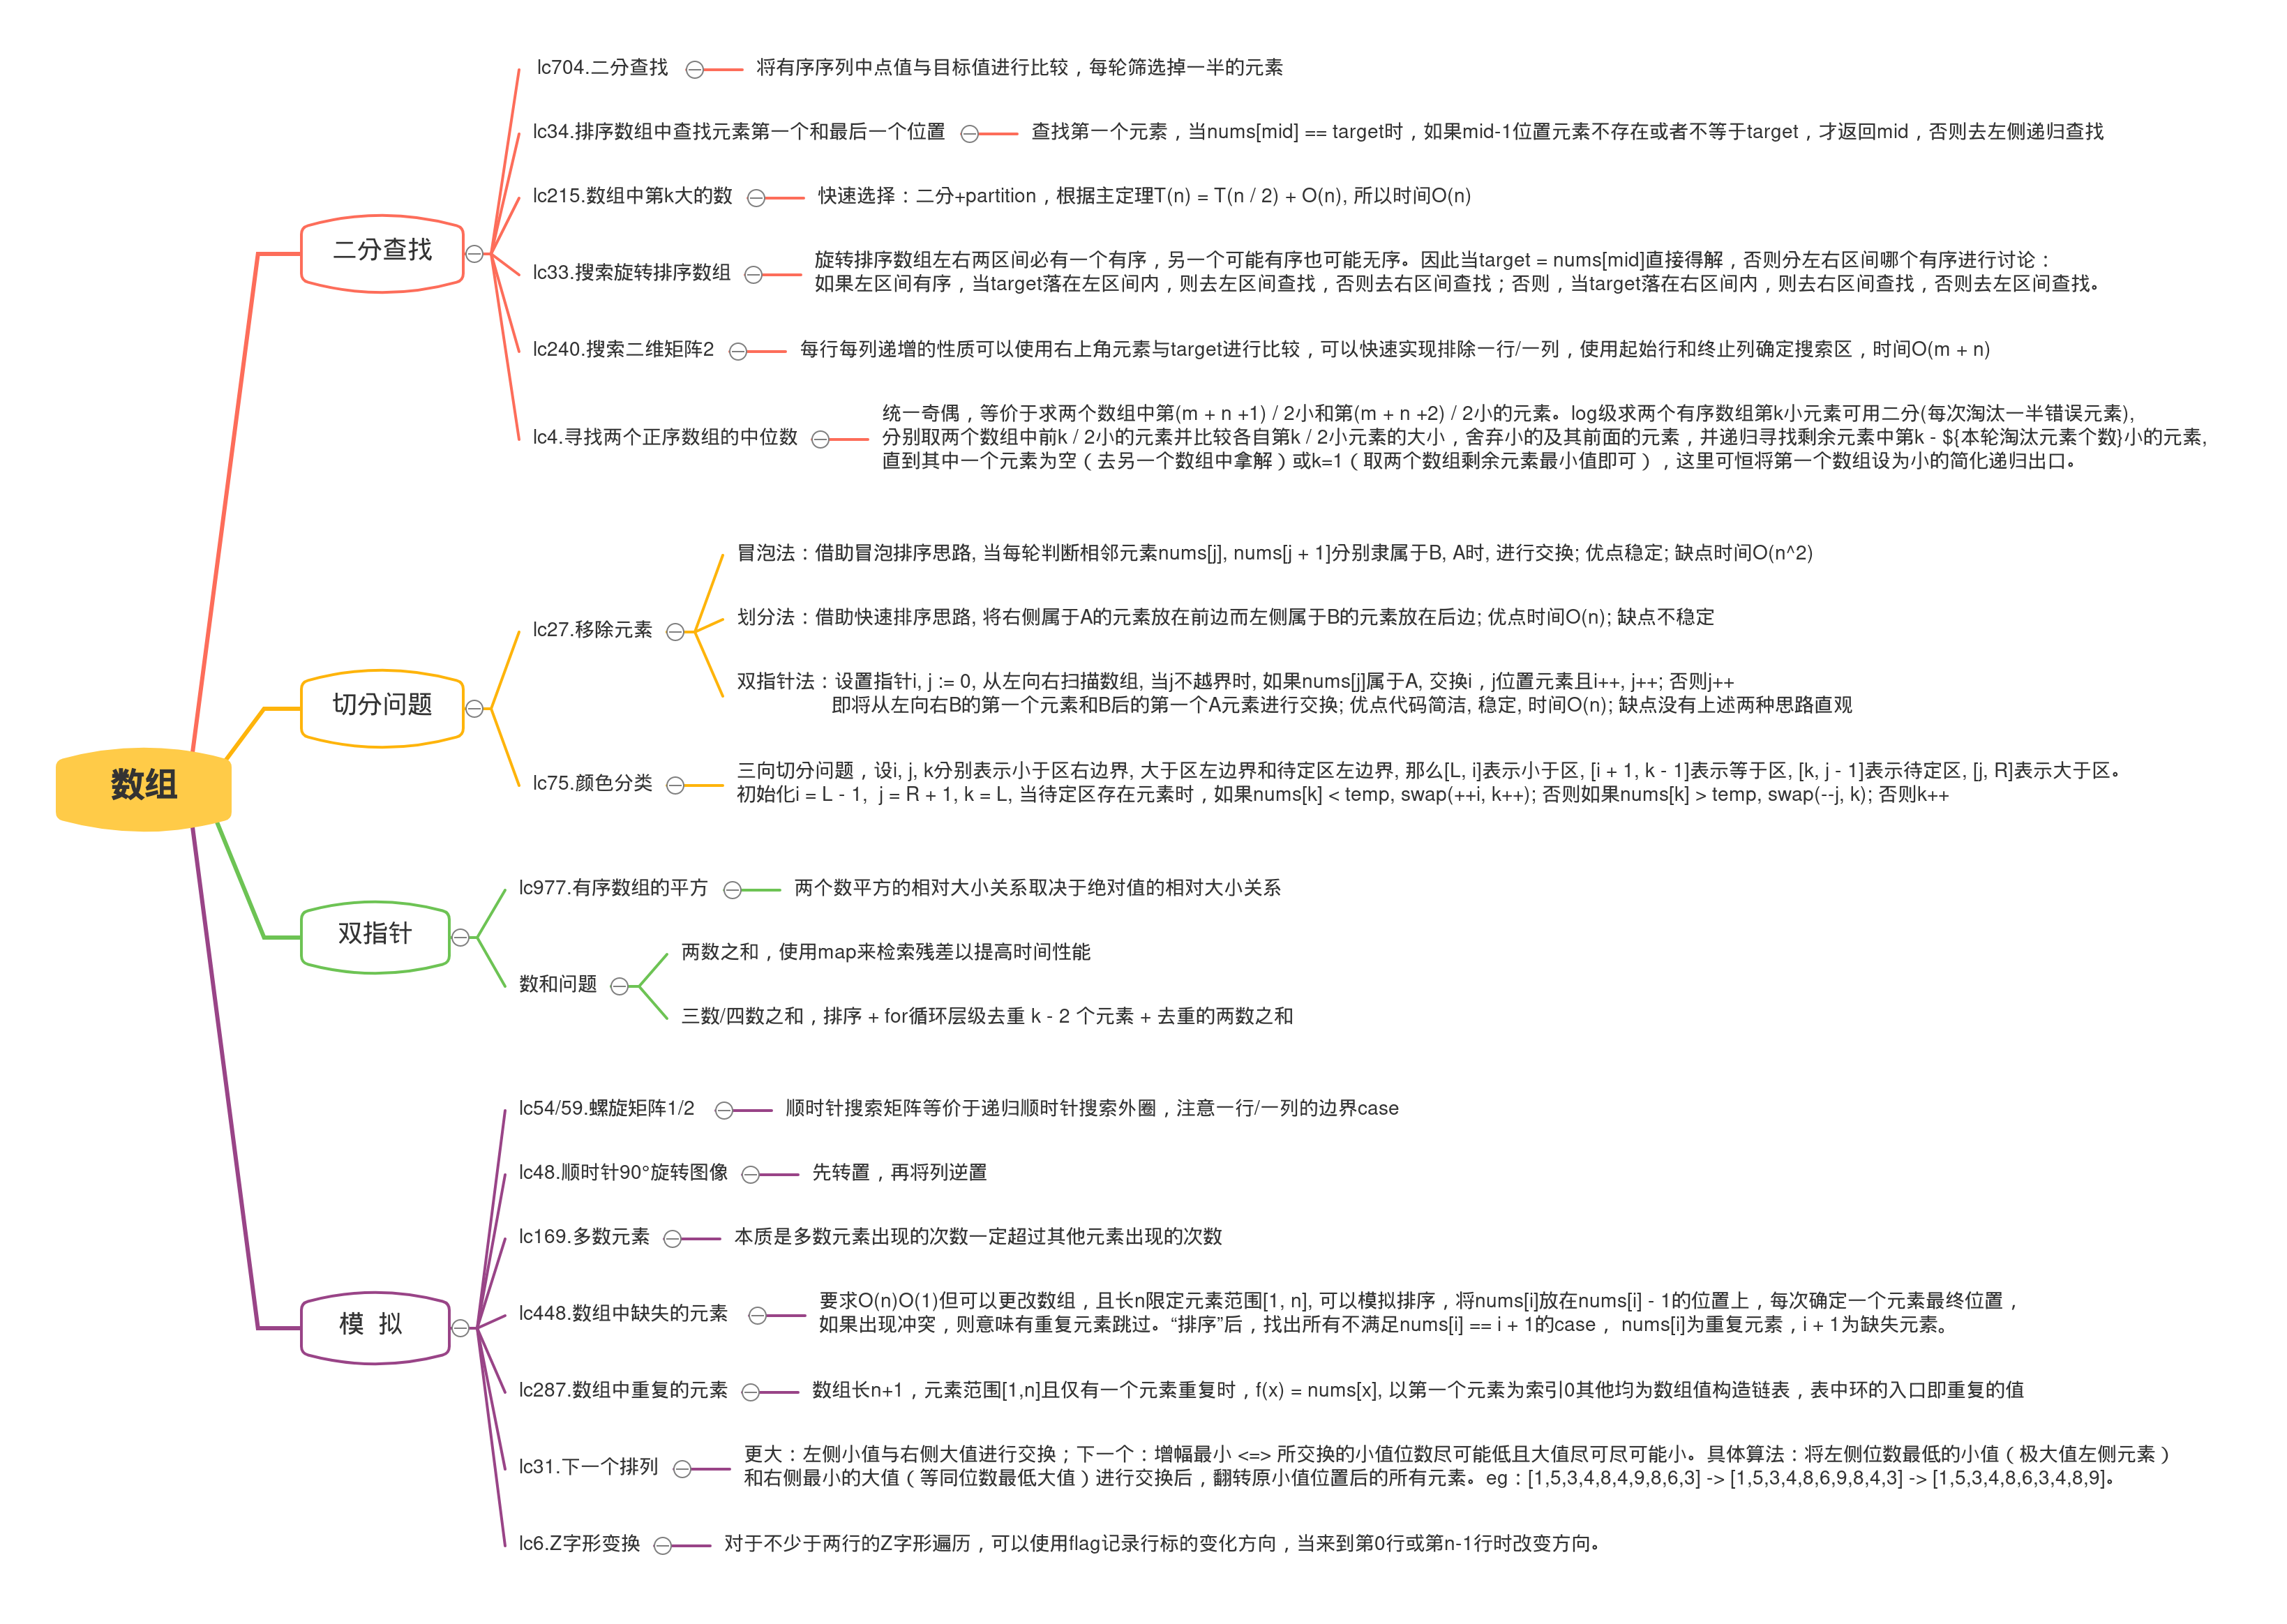 数组
二分查找
lc704.二分查找
将有序序列中点值与目标值进行比较，每轮筛选掉一半的元素
lc34.排序数组中查找元素第一个和最后一个位置
查找第一个元素，当nums[mid] == target时，如果mid-1位置元素不存在或者不等于target，才返回mid，否则去左侧递归查找
lc215.数组中第k大的数
快速选择：二分+partition，根据主定理T(n) = T(n / 2) + O(n), 所以时间O(n)
lc33.搜索旋转排序数组
旋转排序数组左右两区间必有一个有序，另一个可能有序也可能无序。因此当target = nums[mid]直接得解，否则分左右区间哪个有序进行讨论：
如果左区间有序，当target落在左区间内，则去左区间查找，否则去右区间查找；否则，当target落在右区间内，则去右区间查找，否则去左区间查找。
lc240.搜索二维矩阵2
每行每列递增的性质可以使用右上角元素与target进行比较，可以快速实现排除一行/一列，使用起始行和终止列确定搜索区，时间O(m + n)
lc4.寻找两个正序数组的中位数
统一奇偶，等价于求两个数组中第(m + n +1) / 2小和第(m + n +2) / 2小的元素。log级求两个有序数组第k小元素可用二分(每次淘汰一半错误元素),
分别取两个数组中前k / 2小的元素并比较各自第k / 2小元素的大小，舍弃小的及其前面的元素，并递归寻找剩余元素中第k - ${本轮淘汰元素个数}小的元素,
直到其中一个元素为空（去另一个数组中拿解）或k=1（取两个数组剩余元素最小值即可），这里可恒将第一个数组设为小的简化递归出口。
切分问题
lc27.移除元素
冒泡法：借助冒泡排序思路, 当每轮判断相邻元素nums[j], nums[j + 1]分别隶属于B, A时, 进行交换; 优点稳定; 缺点时间O(n^2)
划分法：借助快速排序思路, 将右侧属于A的元素放在前边而左侧属于B的元素放在后边; 优点时间O(n); 缺点不稳定
双指针法：设置指针i, j := 0, 从左向右扫描数组, 当j不越界时, 如果nums[j]属于A, 交换i，j位置元素且i++, j++; 否则j++
即将从左向右B的第一个元素和B后的第一个A元素进行交换; 优点代码简洁, 稳定, 时间O(n); 缺点没有上述两种思路直观
lc75.颜色分类
三向切分问题，设i, j, k分别表示小于区右边界, 大于区左边界和待定区左边界, 那么[L, i]表示小于区, [i + 1, k - 1]表示等于区, [k, j - 1]表示待定区, [j, R]表示大于区。
初始化i = L - 1, j = R + 1, k = L, 当待定区存在元素时，如果nums[k] < temp, swap(++i, k++); 否则如果nums[k] > temp, swap(--j, k); 否则k++
双指针
lc977.有序数组的平方
两个数平方的相对大小关系取决于绝对值的相对大小关系
数和问题
两数之和，使用map来检索残差以提高时间性能
三数/四数之和，排序 + for循环层级去重 k - 2 个元素 + 去重的两数之和
模 拟
lc54/59.螺旋矩阵1/2
顺时针搜索矩阵等价于递归顺时针搜索外圈，注意一行/一列的边界case
lc48.顺时针90°旋转图像
先转置，再将列逆置
lc169.多数元素
本质是多数元素出现的次数一定超过其他元素出现的次数
lc448.数组中缺失的元素
要求O(n)O(1)但可以更改数组，且长n限定元素范围[1, n], 可以模拟排序，将nums[i]放在nums[i] - 1的位置上，每次确定一个元素最终位置，
如果出现冲突，则意味有重复元素跳过。“排序”后，找出所有不满足nums[i] == i + 1的case， nums[i]为重复元素，i + 1为缺失元素。
lc287.数组中重复的元素
数组长n+1，元素范围[1,n]且仅有一个元素重复时，f(x) = nums[x], 以第一个元素为索引0其他均为数组值构造链表，表中环的入口即重复的值
lc31.下一个排列
更大：左侧小值与右侧大值进行交换；下一个：增幅最小 <=> 所交换的小值位数尽可能低且大值尽可尽可能小。具体算法：将左侧位数最低的小值（极大值左侧元素）
和右侧最小的大值（等同位数最低大值）进行交换后，翻转原小值位置后的所有元素。eg：[1,5,3,4,8,4,9,8,6,3] -> [1,5,3,4,8,6,9,8,4,3] -> [1,5,3,4,8,6,3,4,8,9]。
lc6.Z字形变换
对于不少于两行的Z字形遍历，可以使用flag记录行标的变化方向，当来到第0行或第n-1行时改变方向。